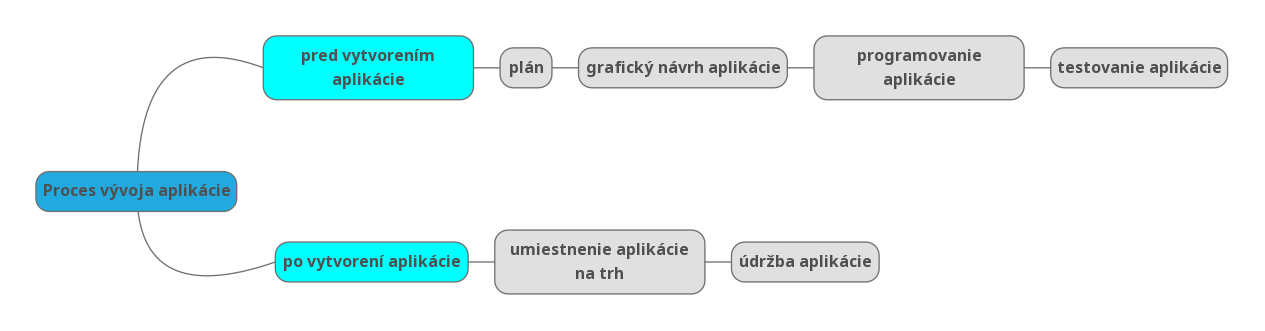 pred vytvorením
aplikácie
plán
grafický návrh aplikácie
programovanie
aplikácie
testovanie aplikácie
Proces vývoja aplikácie
po vytvorení aplikácie
umiestnenie aplikácie
na trh
údržba aplikácie